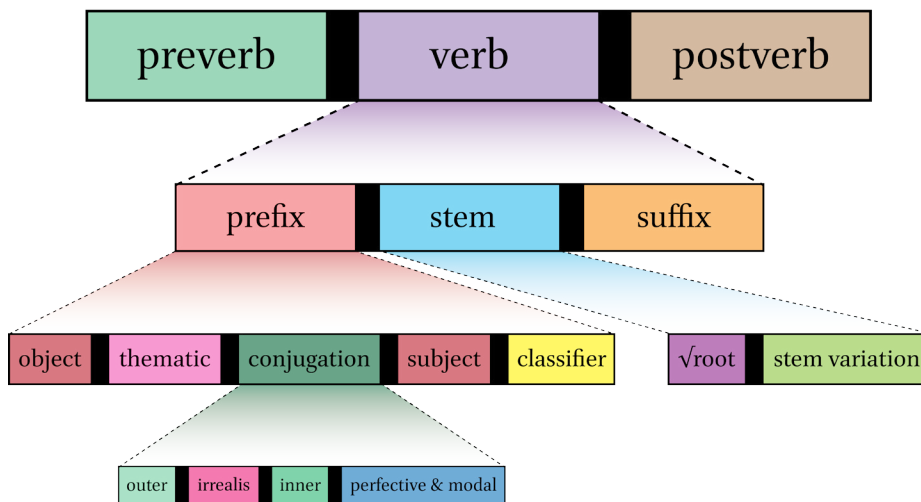 preverb verb postverb
prefix stem suffix
object thematic conjugation subject classifier √root stem variation
outer irrealis inner perfective & modal